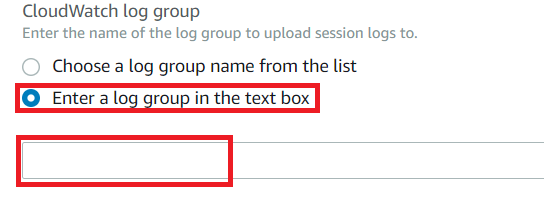 CloudWatch log group
Enter the name of the log group to upload session logs to.
Choose a log group name from the list
Enter a log group in the text box